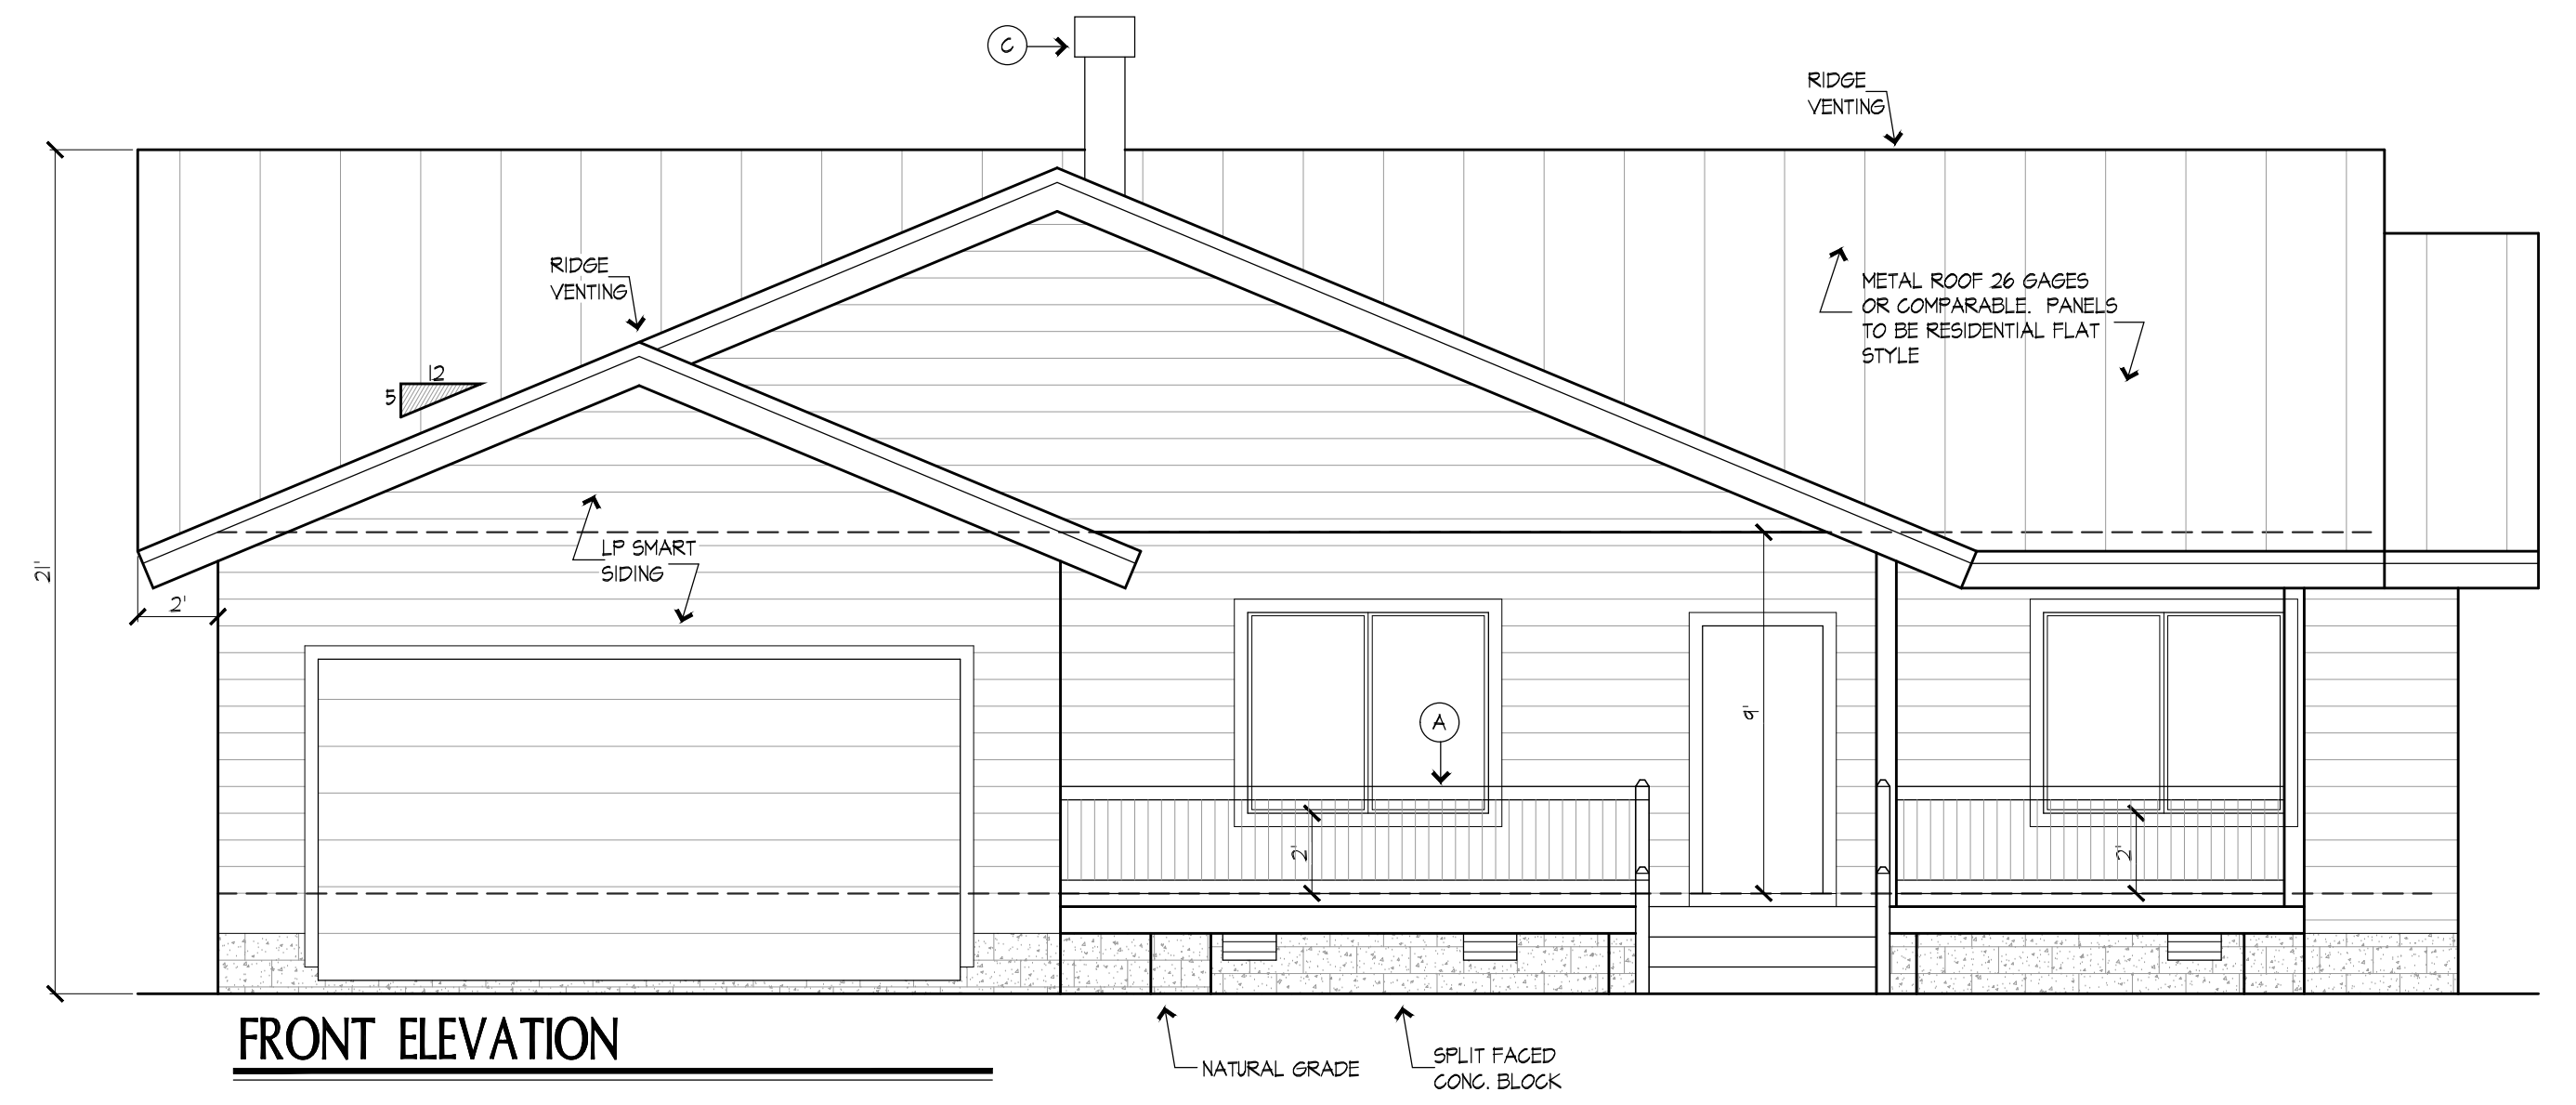 C
RIDGE
VENTING
RIDGE
VENTING
METAL ROOF 26 GAGES
OR COMPARABLE. PANELS
TO BE RESIDENTIAL FLAT
STYLE
12
5
LP SMART
SIDING
21'
2'
9'
A
2'
2'
FRONT ELEVATION
NATURAL GRADE
SPLIT FACED
CONC. BLOCK